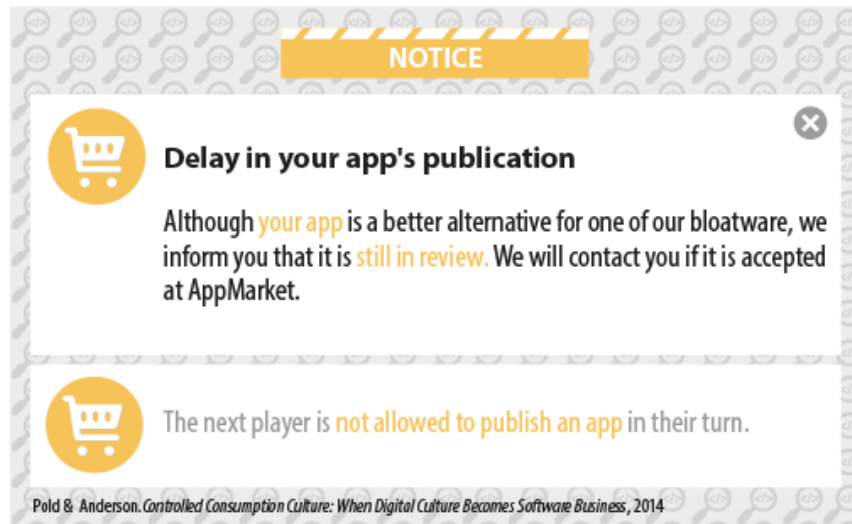 NOTICE
Delay in your app's publication
Although your app is a better alternative for one of our bloatware, we
inform you that it is still in review. We will contact you if it is accepted
at AppMarket.
The next player is not allowed to publish an app in their turn.
Pold & Anderson. Controlled Consumption Culture: When Digital Culture Becomes Software Business, 2014